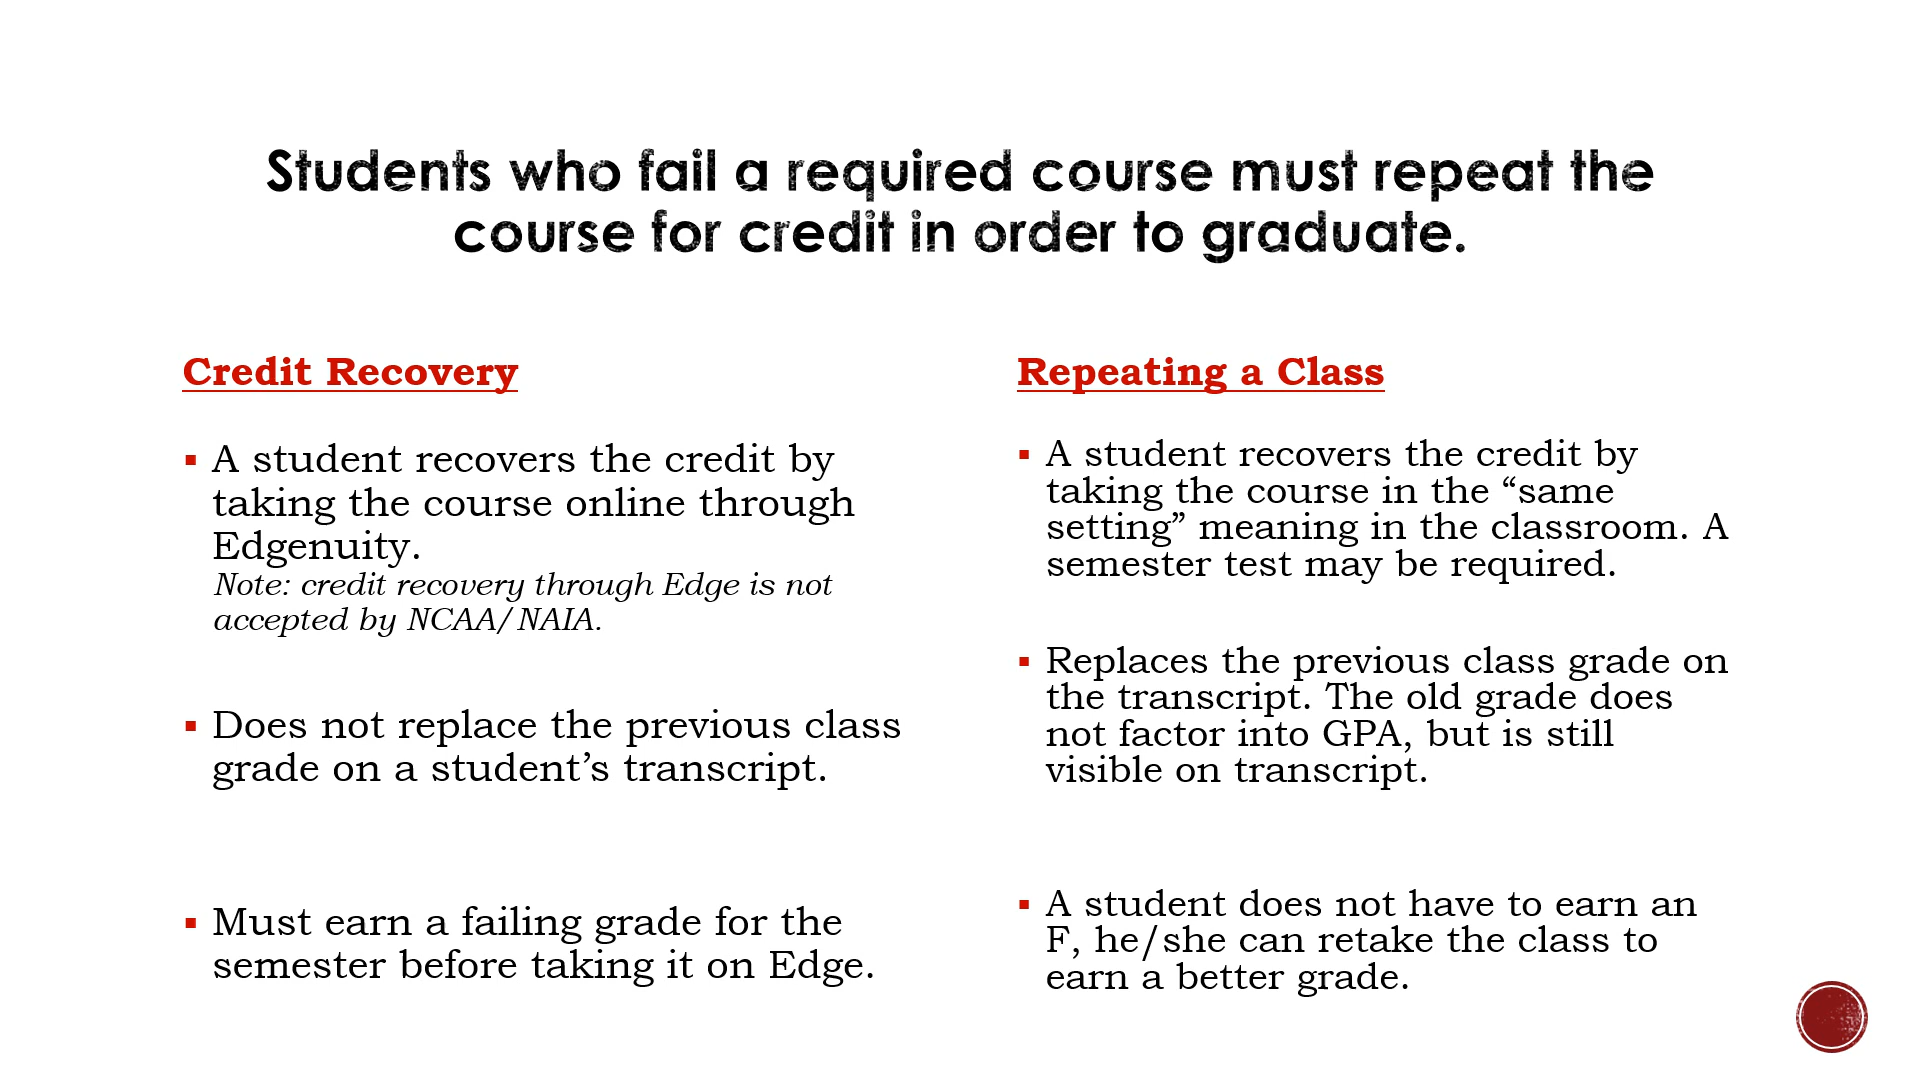 Students who fail a required course must repeat the
course for credit in order to graduate.
Credit Recovery
▪ A student recovers the credit by
taking the course online through
Edgenuity.
Note: credit recovery through Edge is not
accepted by NCAA/NAIA.
▪ Does not replace the previous class
grade on a student’s transcript.
▪ Must earn a failing grade for the
semester before taking it on Edge.
Repeating a Class
▪ A student recovers the credit by
taking the course in the “same
setting” meaning in the classroom. A
semester test may be required.
▪ Replaces the previous class grade on
the transcript. The old grade does
not factor into GPA, but is still
visible on transcript.
▪ A student does not have to earn an
F, he/she can retake the class to
earn a better grade.